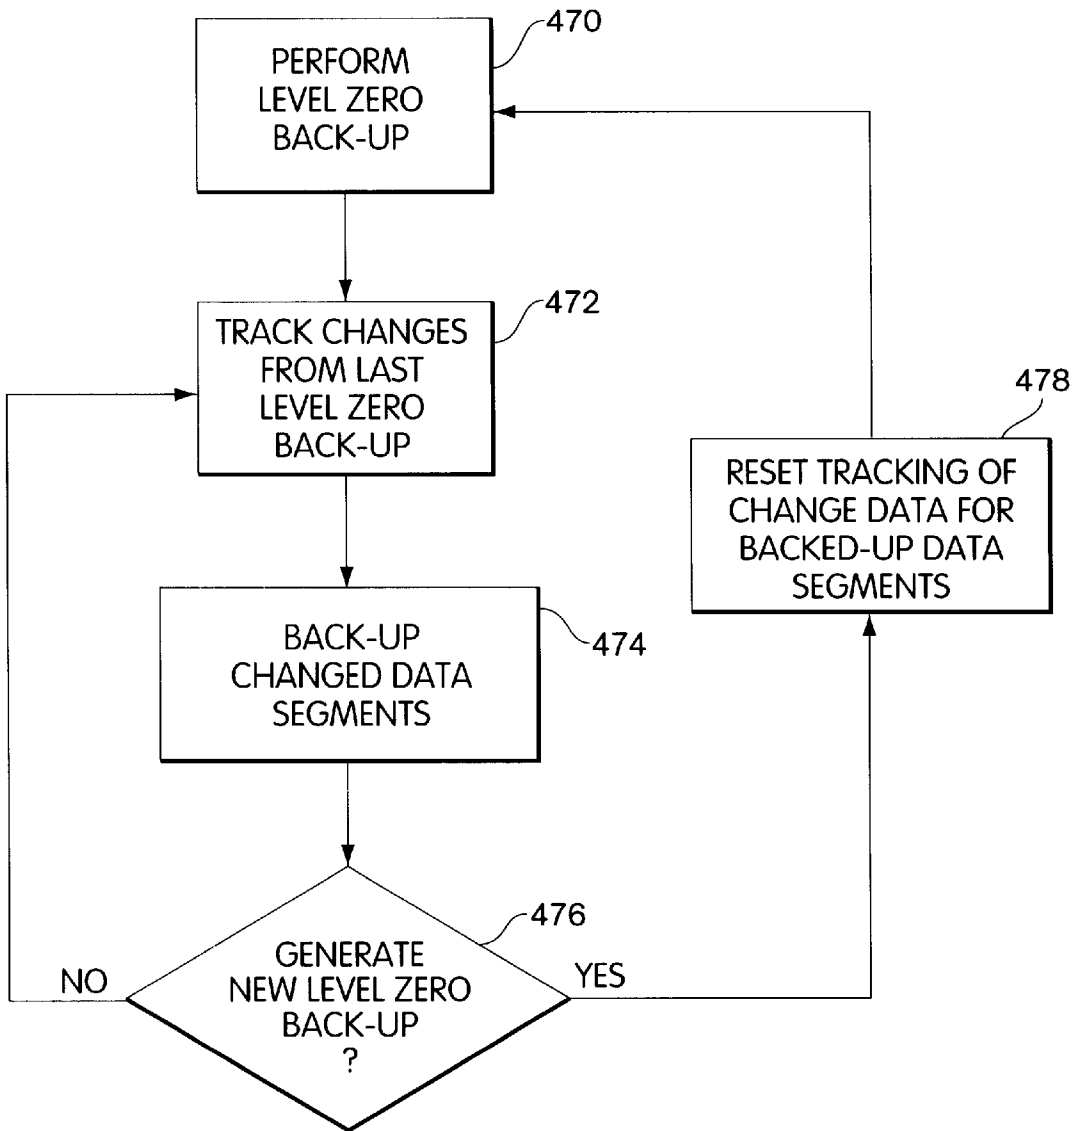 470
PERFORM
LEVEL ZERO
BACK-UP
472
TRACK CHANGES
FROM LAST
LEVEL ZERO
BACK-UP
478
RESET TRACKING OF
CHANGE DATA FOR
BACKED-UP DATA
SEGMENTS
474
BACK-UP
CHANGED DATA
SEGMENTS
476
GENERATE
NEW LEVEL ZERO
BACK-UP
?
NO
YES